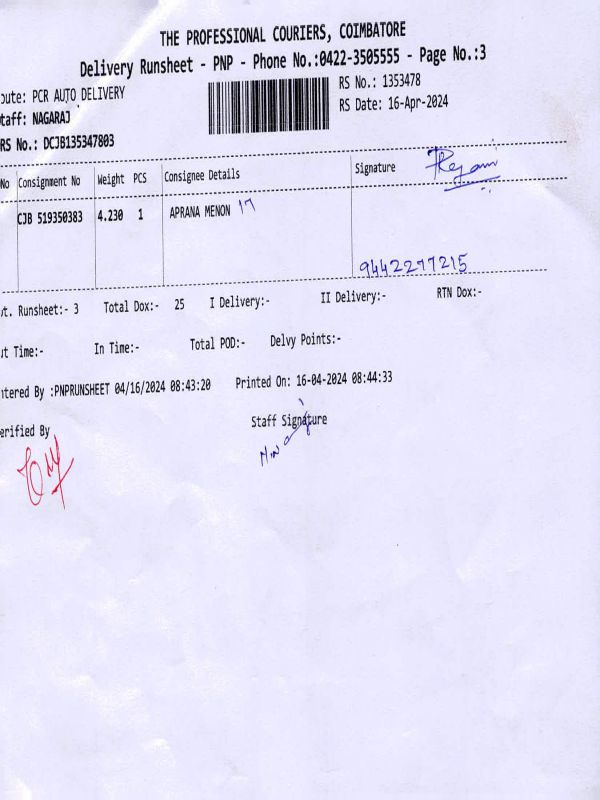 THE PROFESSIONAL COURIERS, COIMBATORE
Delivery Runsheet - PNP - Phone No.:0422-3505555 - Page No.:3
oute: PCR AUTO DELIVERY
RS No.: 1353478
taff: NAGARAJ
RS Date: 16-Apr-2024
RS No.: DCJB135347803
No Consignment No Weight PCS Consignee Details Signature
CJB 519350383 4.230 1 APRANA MENON 17
9442277215
t. Runsheet:- 3 Total Dox:- 25 I Delivery:- II Delivery:- RTN Dox:-
ut Time:- In Time:- Total POD:- Delvy Points:-
ntered By :PNPRUNSHEET 04/16/2024 08:43:20 Printed On: 16-04-2024 08:44:33
erified By Staff Signature